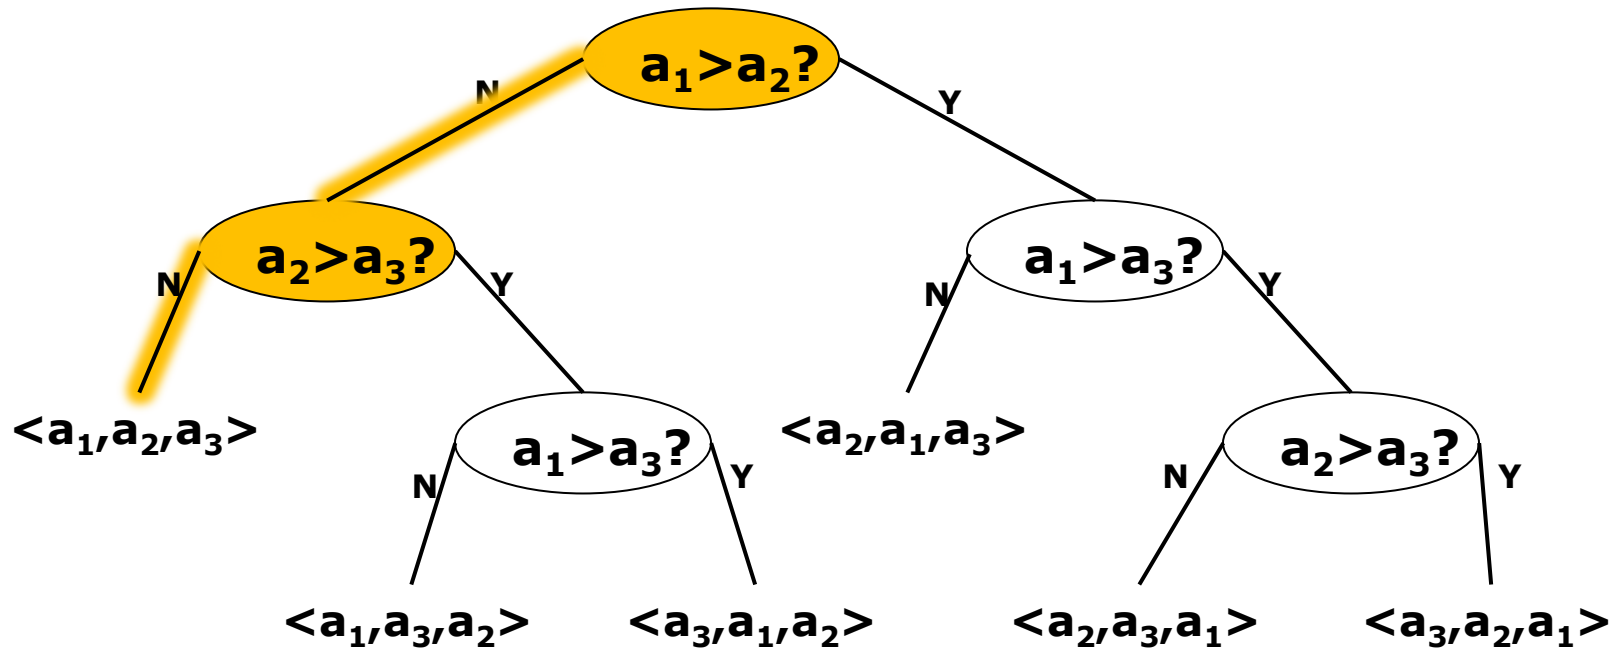 a₁>a₂?
N
Y
a₂>a₃?
a₁>a₃?
N
Y
N
Y
<a₁,a₂,a₃>
a₁>a₃?
<a₂,a₁,a₃>
a₂>a₃?
N
Y
N
Y
<a₁,a₃,a₂>
<a₃,a₁,a₂>
<a₂,a₃,a₁>
<a₃,a₂,a₁>